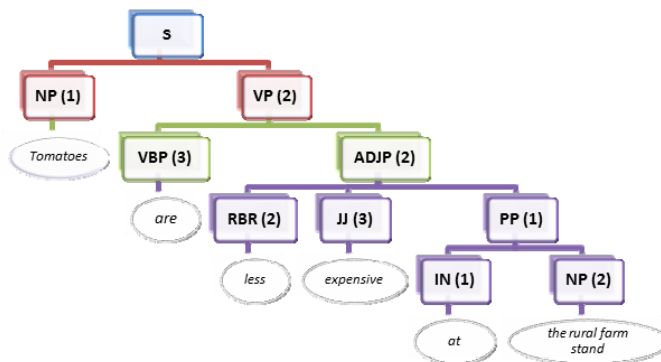 S
NP (1)
VP (2)
Tomatoes
VBP (3)
ADJP (2)
are
RBR (2)
JJ (3)
PP (1)
less
expensive
IN (1)
NP (2)
at
the rural farm
stand